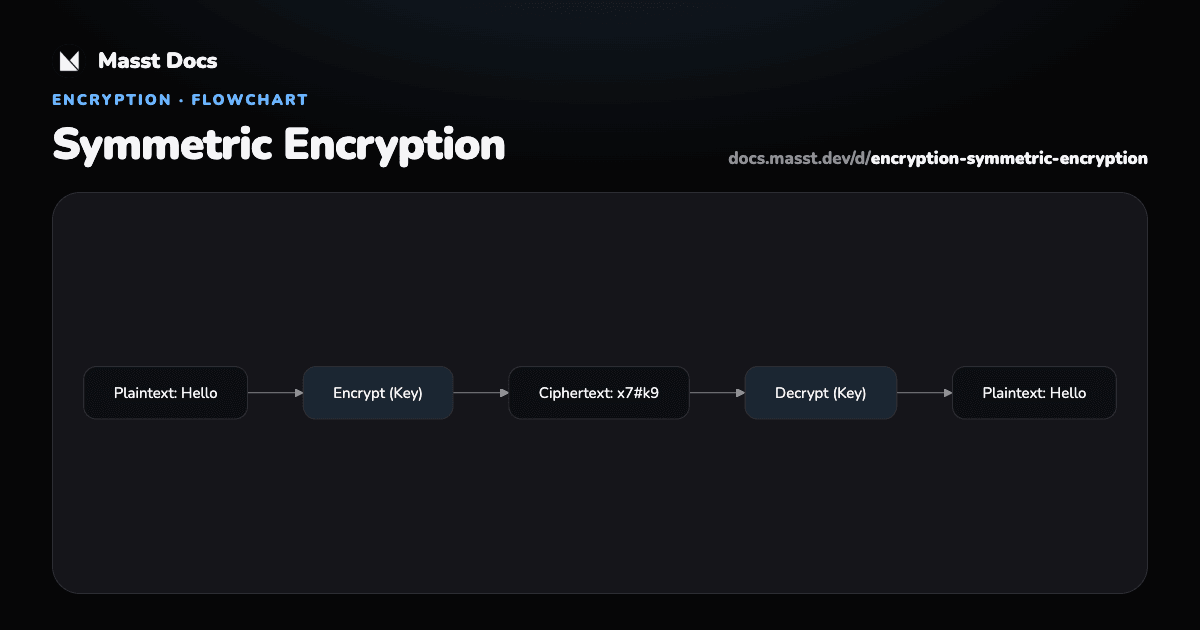 Masst Docs
ENCRYPTION · FLOWCHART
Symmetric Encryption
docs.masst.dev/d/encryption-symmetric-encryption
Plaintext: Hello
Encrypt (Key)
Ciphertext: x7#k9
Decrypt (Key)
Plaintext: Hello